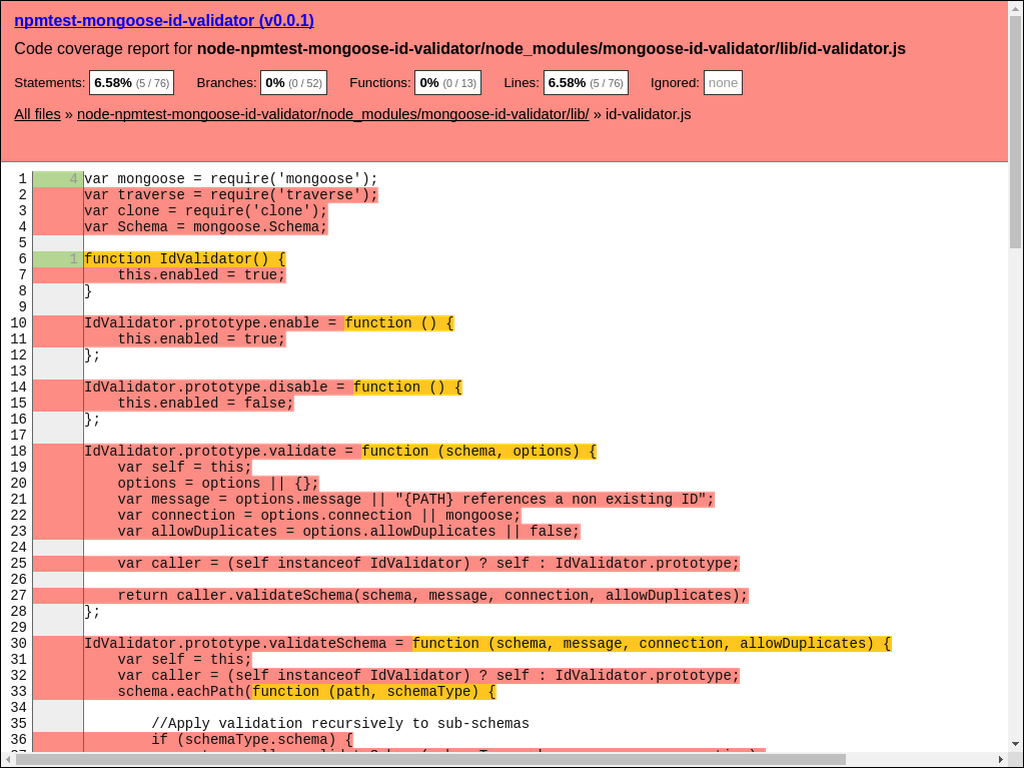 npmtest-mongoose-id-validator (v0.0.1)
Code coverage report for node-npmtest-mongoose-id-validator/node_modules/mongoose-id-validator/lib/id-validator.js
Statements: 6.58% (5 / 76) Branches: 0% (0 / 52) Functions: 0% (0 / 13) Lines: 6.58% (5 / 76) Ignored: none
All files » node-npmtest-mongoose-id-validator/node_modules/mongoose-id-validator/lib/ » id-validator.js
1 4 var mongoose = require('mongoose');
2 var traverse = require('traverse');
3 var clone = require('clone');
4 var Schema = mongoose.Schema;
5
6 1 function IdValidator() {
7     this.enabled = true;
8 }
9
10 IdValidator.prototype.enable = function () {
11     this.enabled = true;
12 };
13
14 IdValidator.prototype.disable = function () {
15     this.enabled = false;
16 };
17
18 IdValidator.prototype.validate = function (schema, options) {
19     var self = this;
20     options = options || {};
21     var message = options.message || "{PATH} references a non existing ID";
22     var connection = options.connection || mongoose;
23     var allowDuplicates = options.allowDuplicates || false;
24
25     var caller = (self instanceof IdValidator) ? self : IdValidator.prototype;
26
27     return caller.validateSchema(schema, message, connection, allowDuplicates);
28 };
29
30 IdValidator.prototype.validateSchema = function (schema, message, connection, allowDuplicates) {
31     var self = this;
32     var caller = (self instanceof IdValidator) ? self : IdValidator.prototype;
33     schema.eachPath(function (path, schemaType) {
34
35         //Apply validation recursively to sub-schemas
36         if (schemaType.schema) {